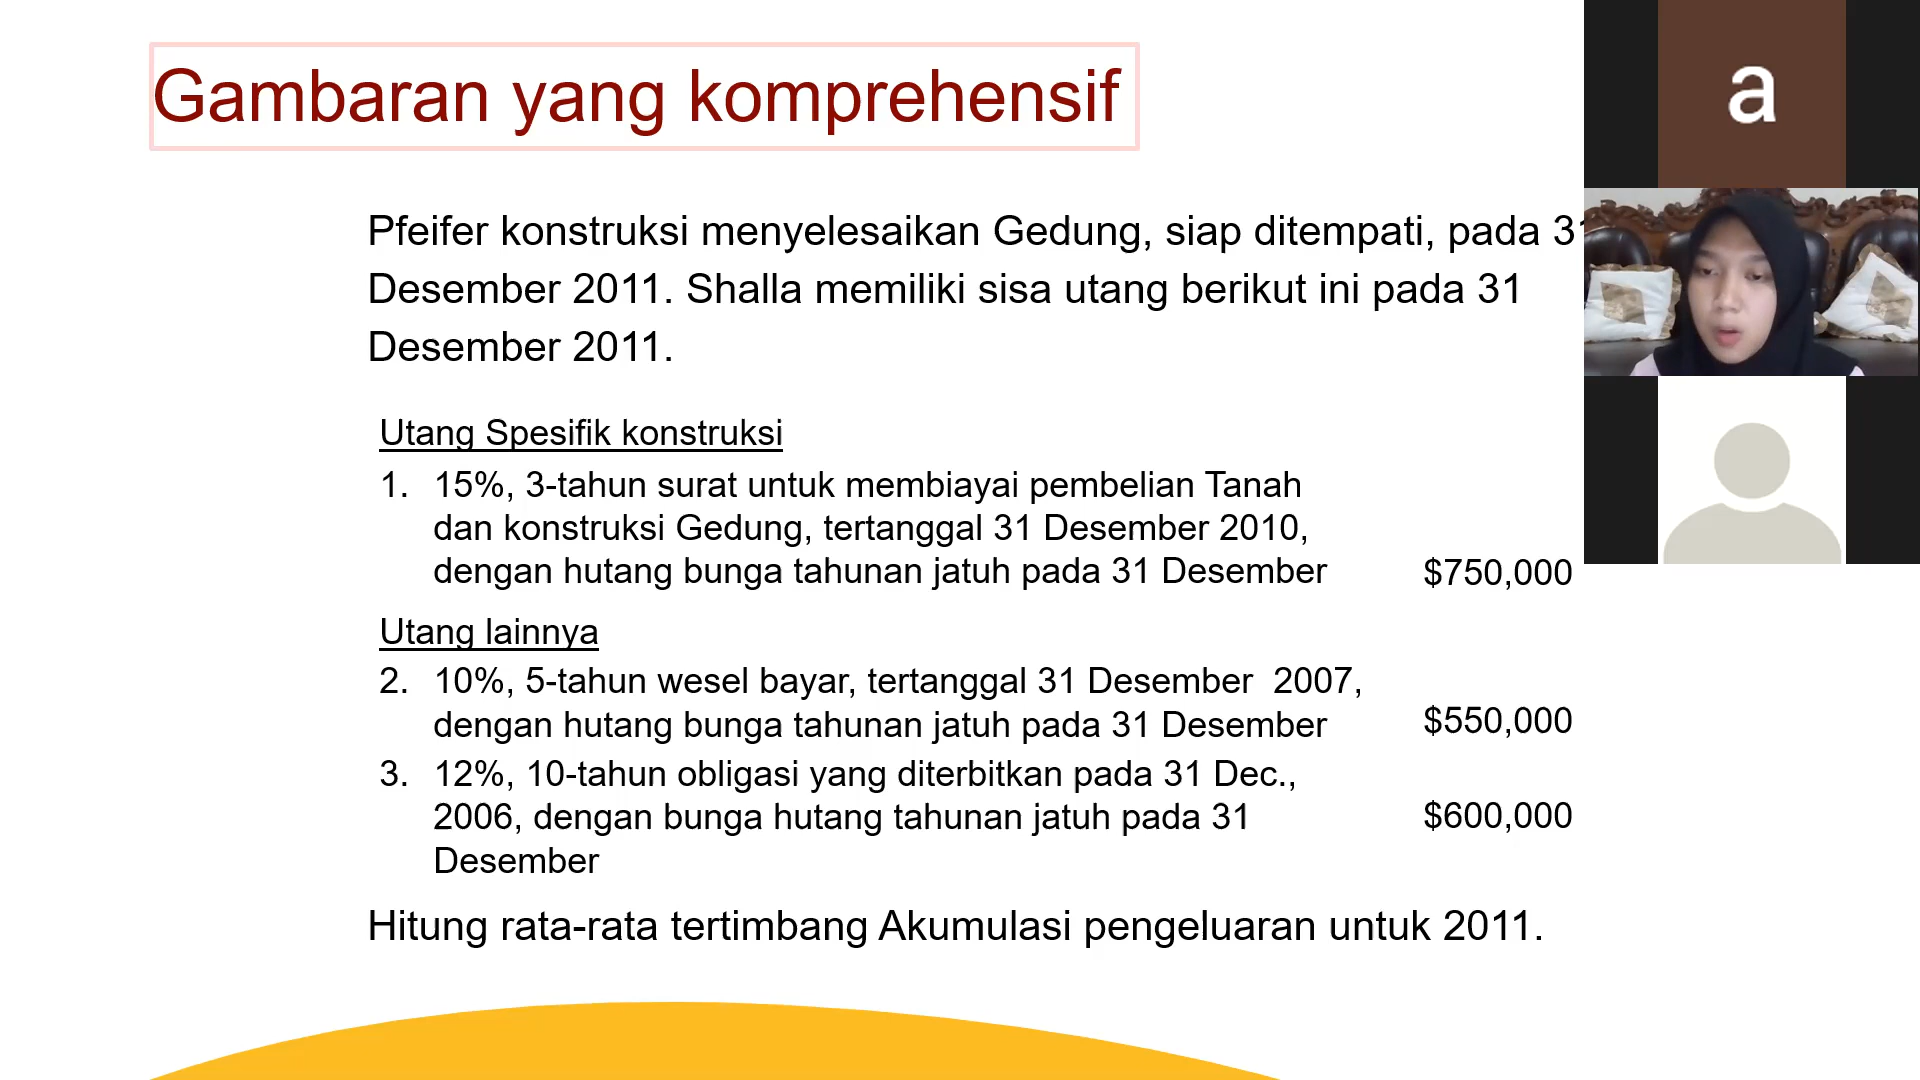 Gambaran yang komprehensif
a
Pfeifer konstruksi menyelesaikan Gedung, siap ditempati, pada 31
Desember 2011. Shalla memiliki sisa utang berikut ini pada 31
Desember 2011.
Utang Spesifik konstruksi
1. 15%, 3-tahun surat untuk membiayai pembelian Tanah
dan konstruksi Gedung, tertanggal 31 Desember 2010,
dengan hutang bunga tahunan jatuh pada 31 Desember $750,000
Utang lainnya
2. 10%, 5-tahun wesel bayar, tertanggal 31 Desember 2007,
dengan hutang bunga tahunan jatuh pada 31 Desember $550,000
3. 12%, 10-tahun obligasi yang diterbitkan pada 31 Dec.,
2006, dengan bunga hutang tahunan jatuh pada 31 $600,000
Desember
Hitung rata-rata tertimbang Akumulasi pengeluaran untuk 2011.